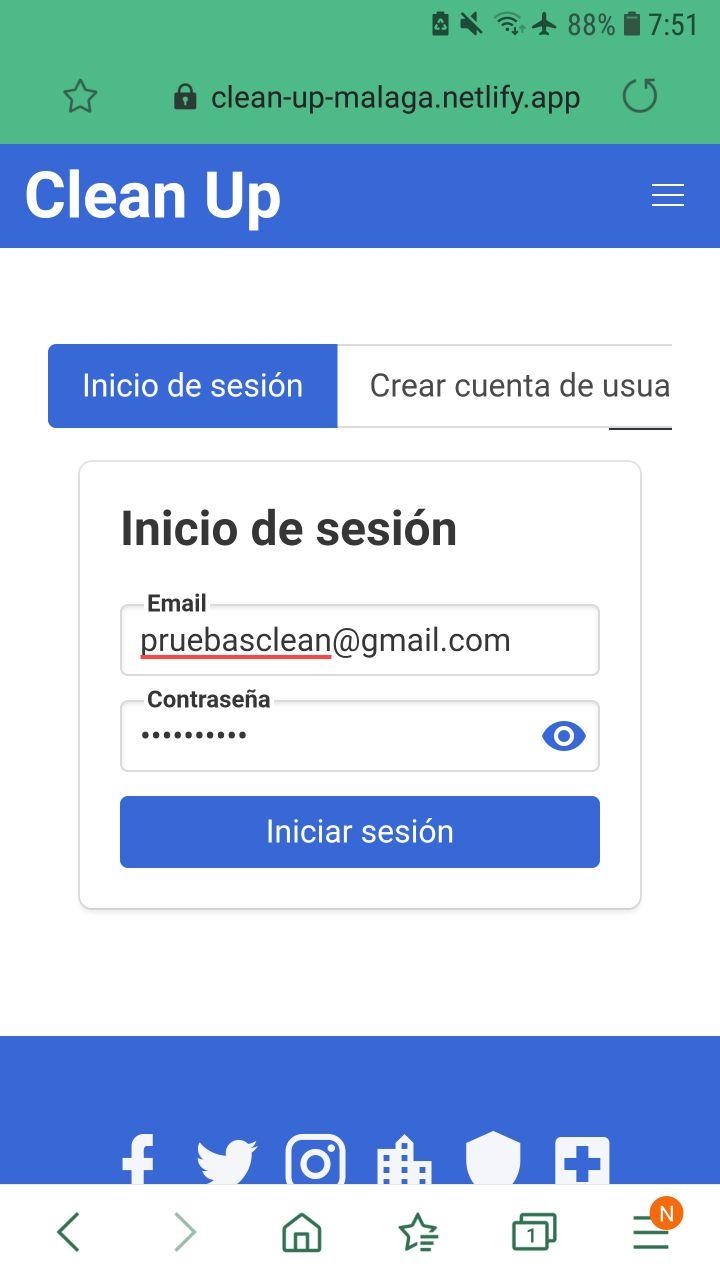 88% 7:51
clean-up-malaga.netlify.app
Clean Up
Inicio de sesión Crear cuenta de usua
Inicio de sesión
Email
pruebasclean@gmail.com
Contraseña
••••••••••
Iniciar sesión
1
N